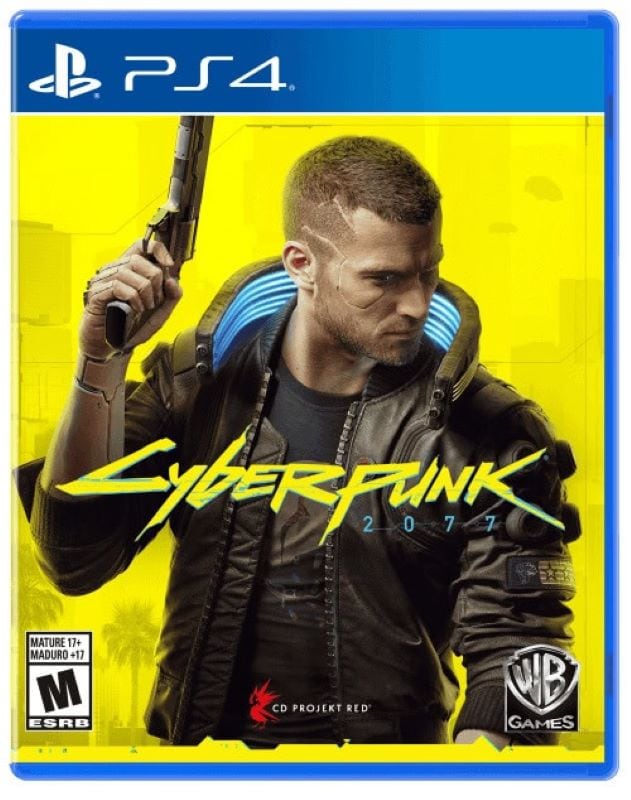 PS4
CYBERPUNK
2077
MATURE 17+
MADURO +17
M
ESRB
CD PROJEKT RED®
WB
GAMES